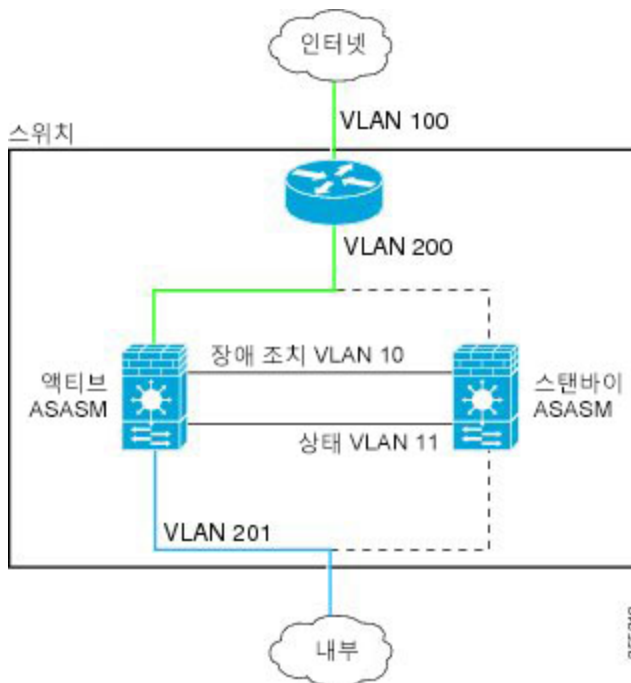 인터넷
VLAN 100
스위치
VLAN 200
장애 조치 VLAN 10
액티브
ASASM
스탠바이
ASASM
상태 VLAN 11
VLAN 201
내부